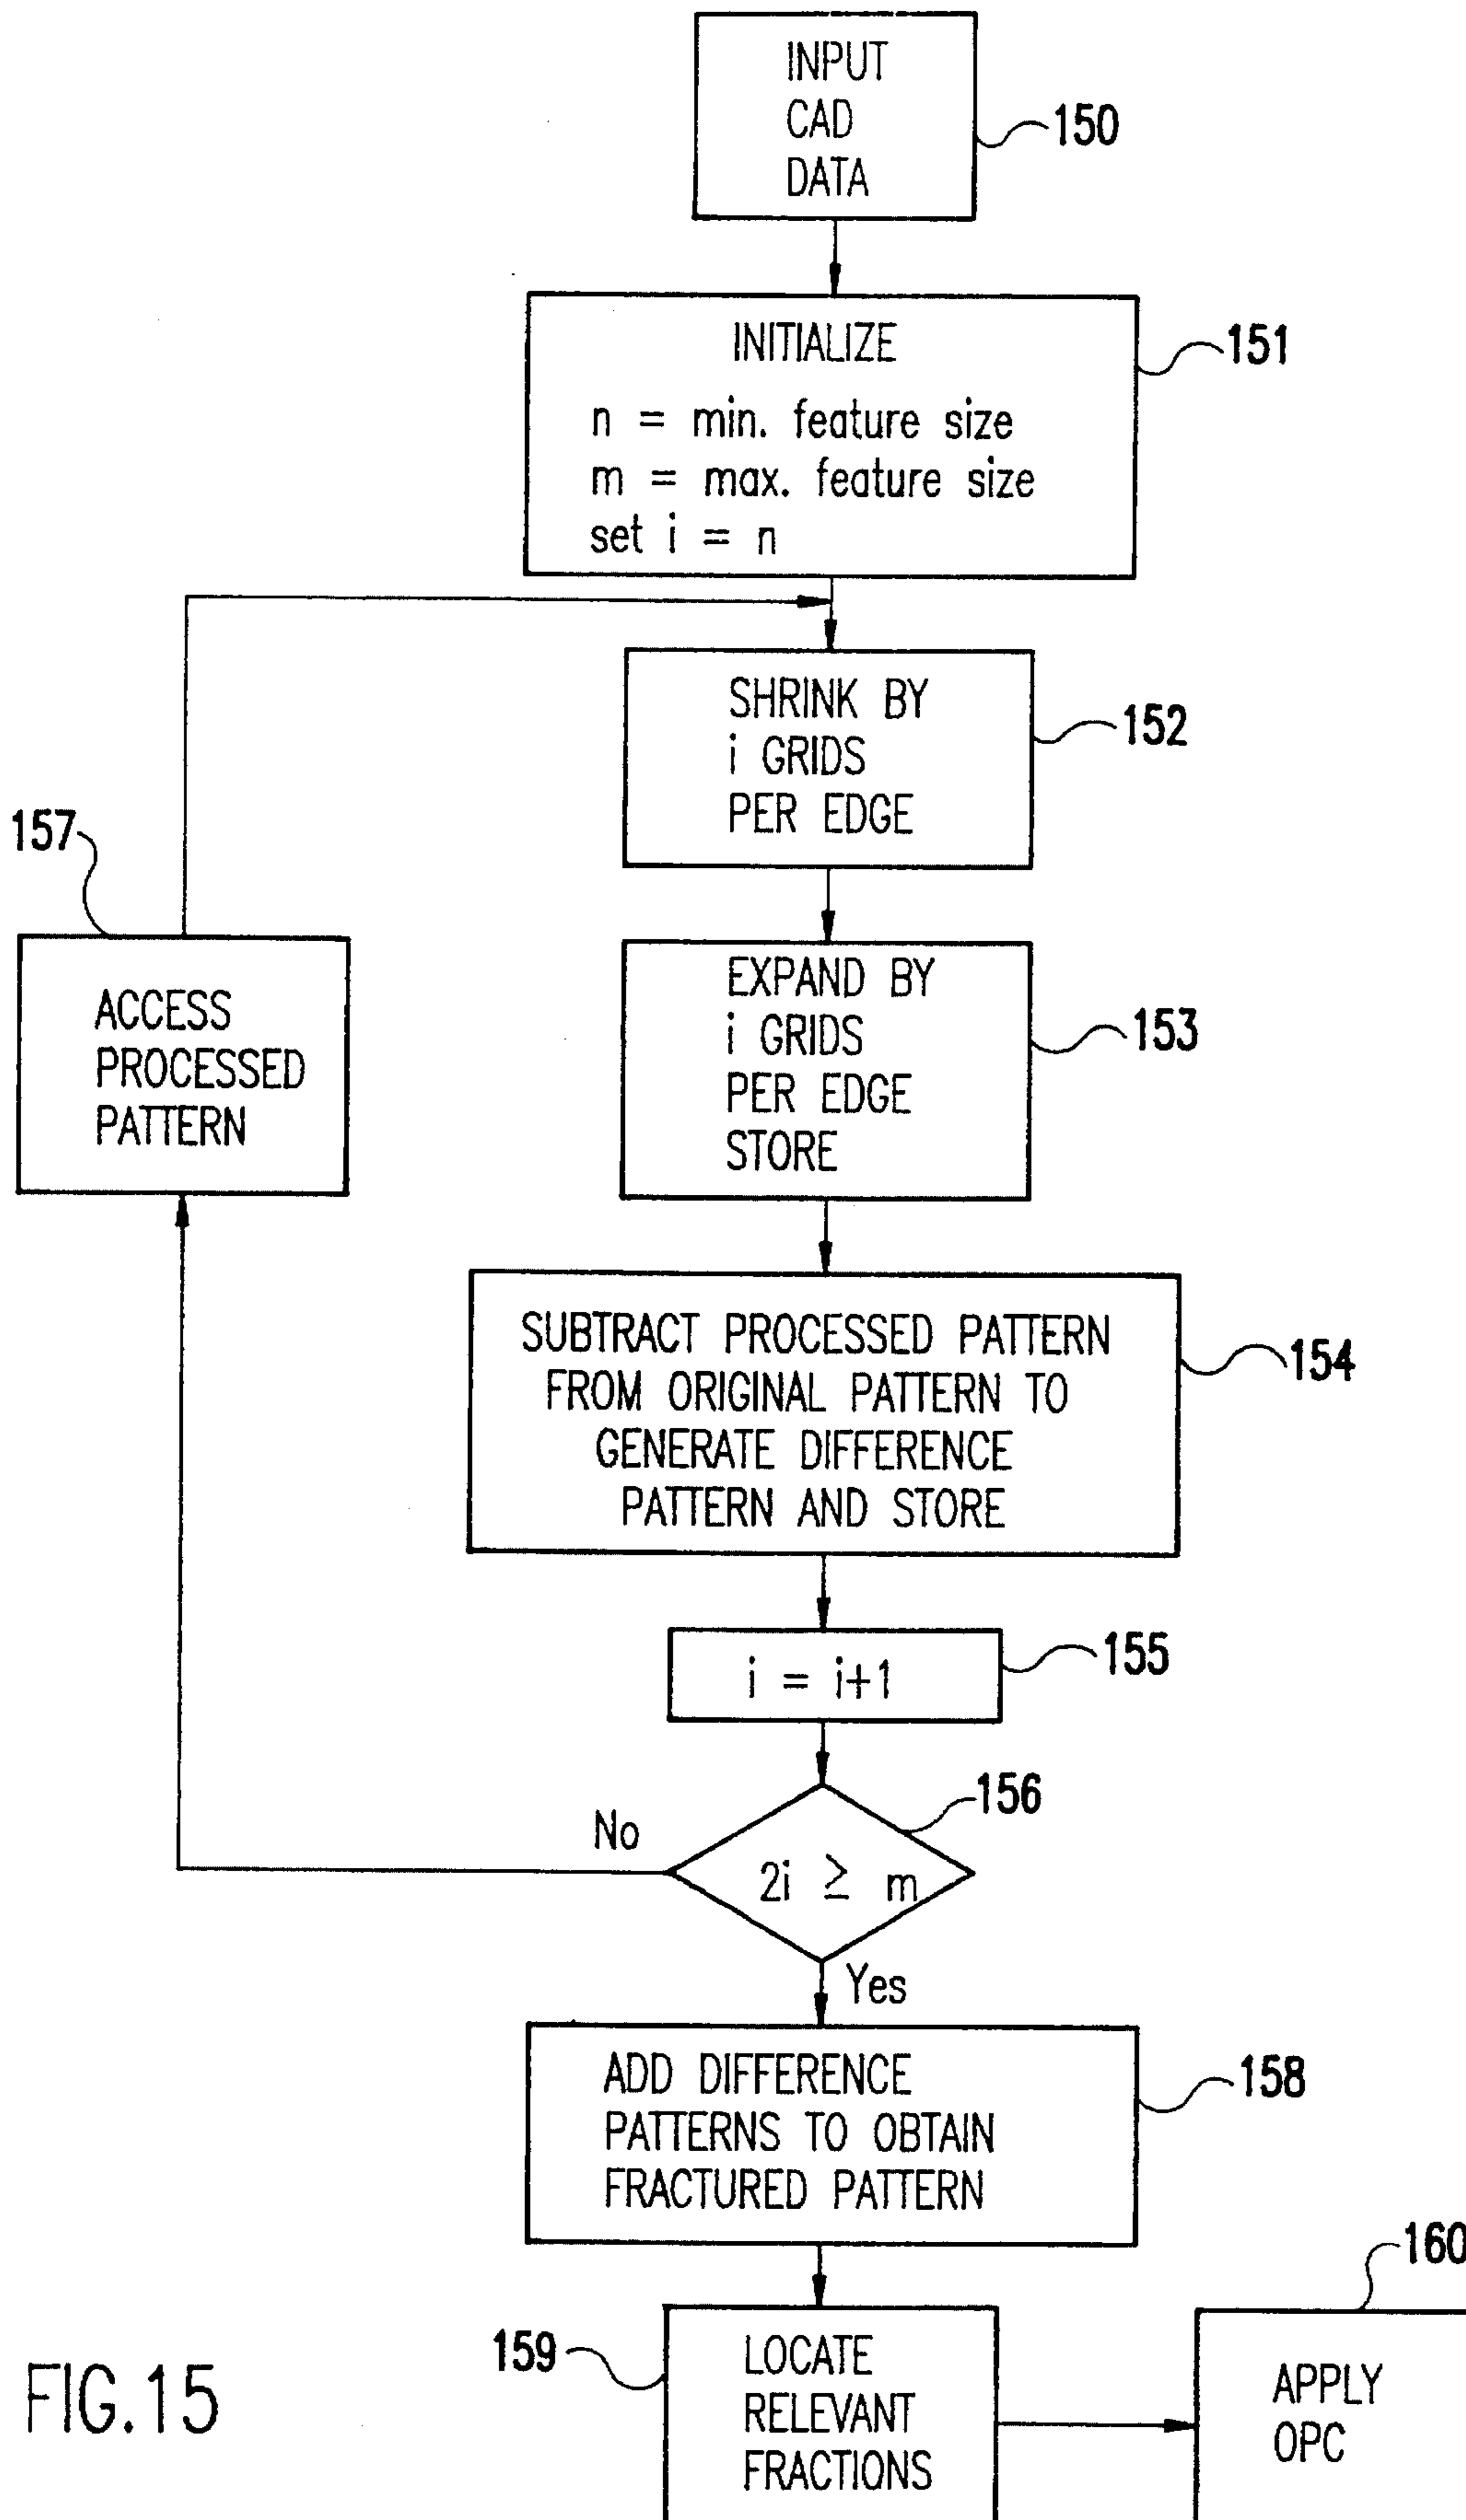 INPUT
CAD
DATA
150
INITIALIZE
n = min. feature size
m = max. feature size
set i = n
151
SHRINK BY
i GRIDS
PER EDGE
152
157
ACCESS
PROCESSED
PATTERN
EXPAND BY
i GRIDS
PER EDGE
STORE
153
SUBTRACT PROCESSED PATTERN
FROM ORIGINAL PATTERN TO
GENERATE DIFFERENCE
PATTERN AND STORE
154
i = i+1
155
156
No
2i ≥ m
Yes
ADD DIFFERENCE
PATTERNS TO OBTAIN
FRACTURED PATTERN
158
159
LOCATE
RELEVANT
FRACTIONS
160
APPLY
OPC
FIG.15